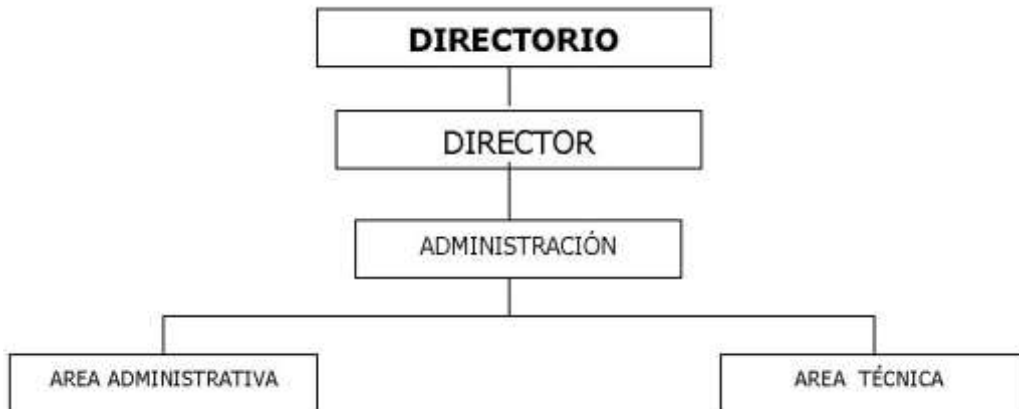 DIRECTORIO
DIRECTOR
ADMINISTRACIÓN
AREA ADMINISTRATIVA
AREA TÉCNICA